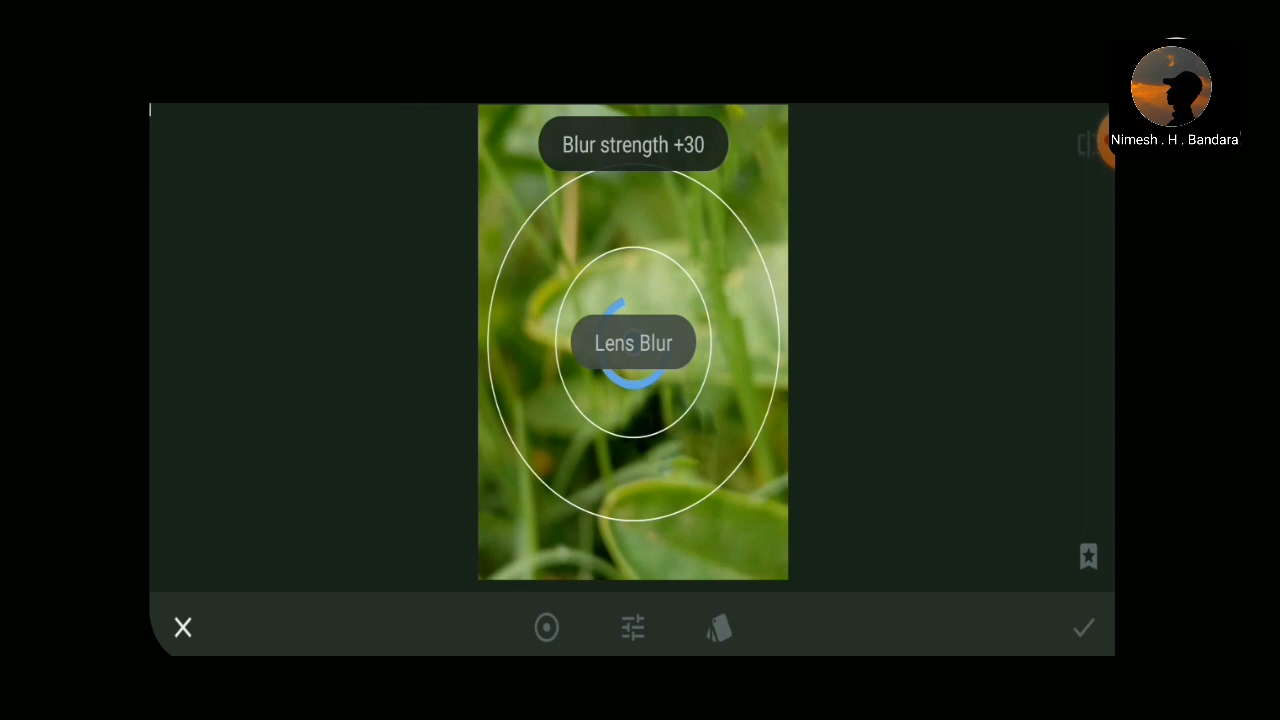 Blur strength +30
Nimesh . H . Bandara
Lens Blur